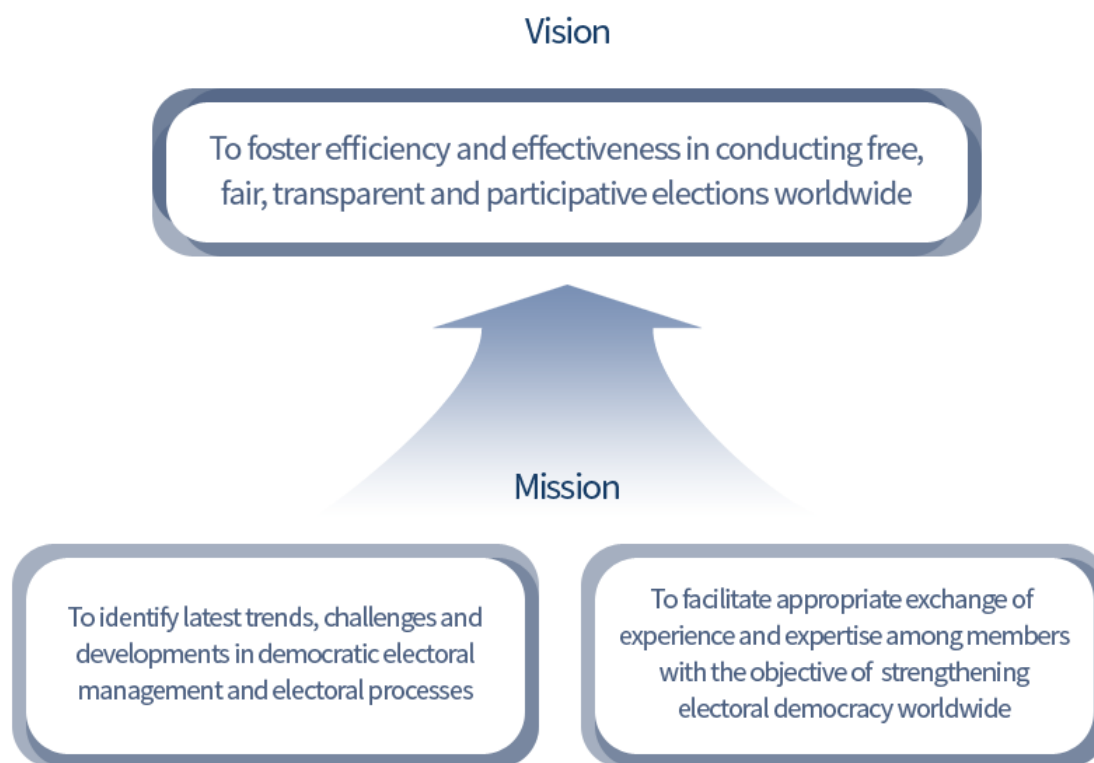 Vision
To foster efficiency and effectiveness in conducting free,
fair, transparent and participative elections worldwide
Mission
To identify latest trends, challenges and
developments in democratic electoral
management and electoral processes
To facilitate appropriate exchange of
experience and expertise among members
with the objective of strengthening
electoral democracy worldwide